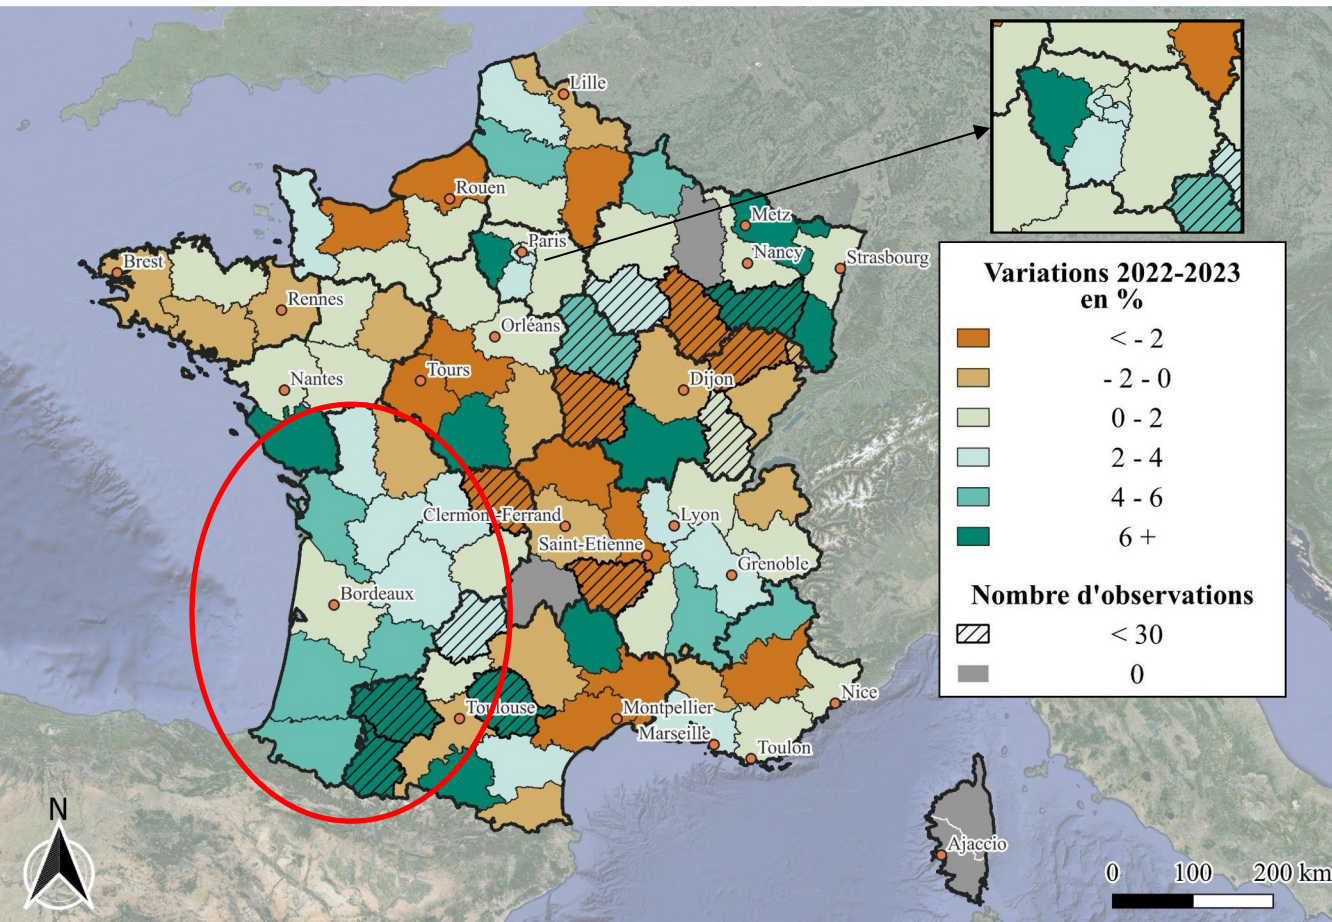 Lille
Rouen
Metz
Paris
Nancy
Strasbourg
Brest
Rennes
Orléans
Nantes
Tours
Dijon
Clermont-Ferrand
Lyon
Saint-Etienne
Grenoble
Bordeaux
Toulouse
Montpellier
Nice
Marseille
Toulon
Ajaccio
Variations 2022-2023
en %
< - 2
- 2 - 0
0 - 2
2 - 4
4 - 6
6 +
Nombre d'observations
< 30
0
N
0 100 200 km